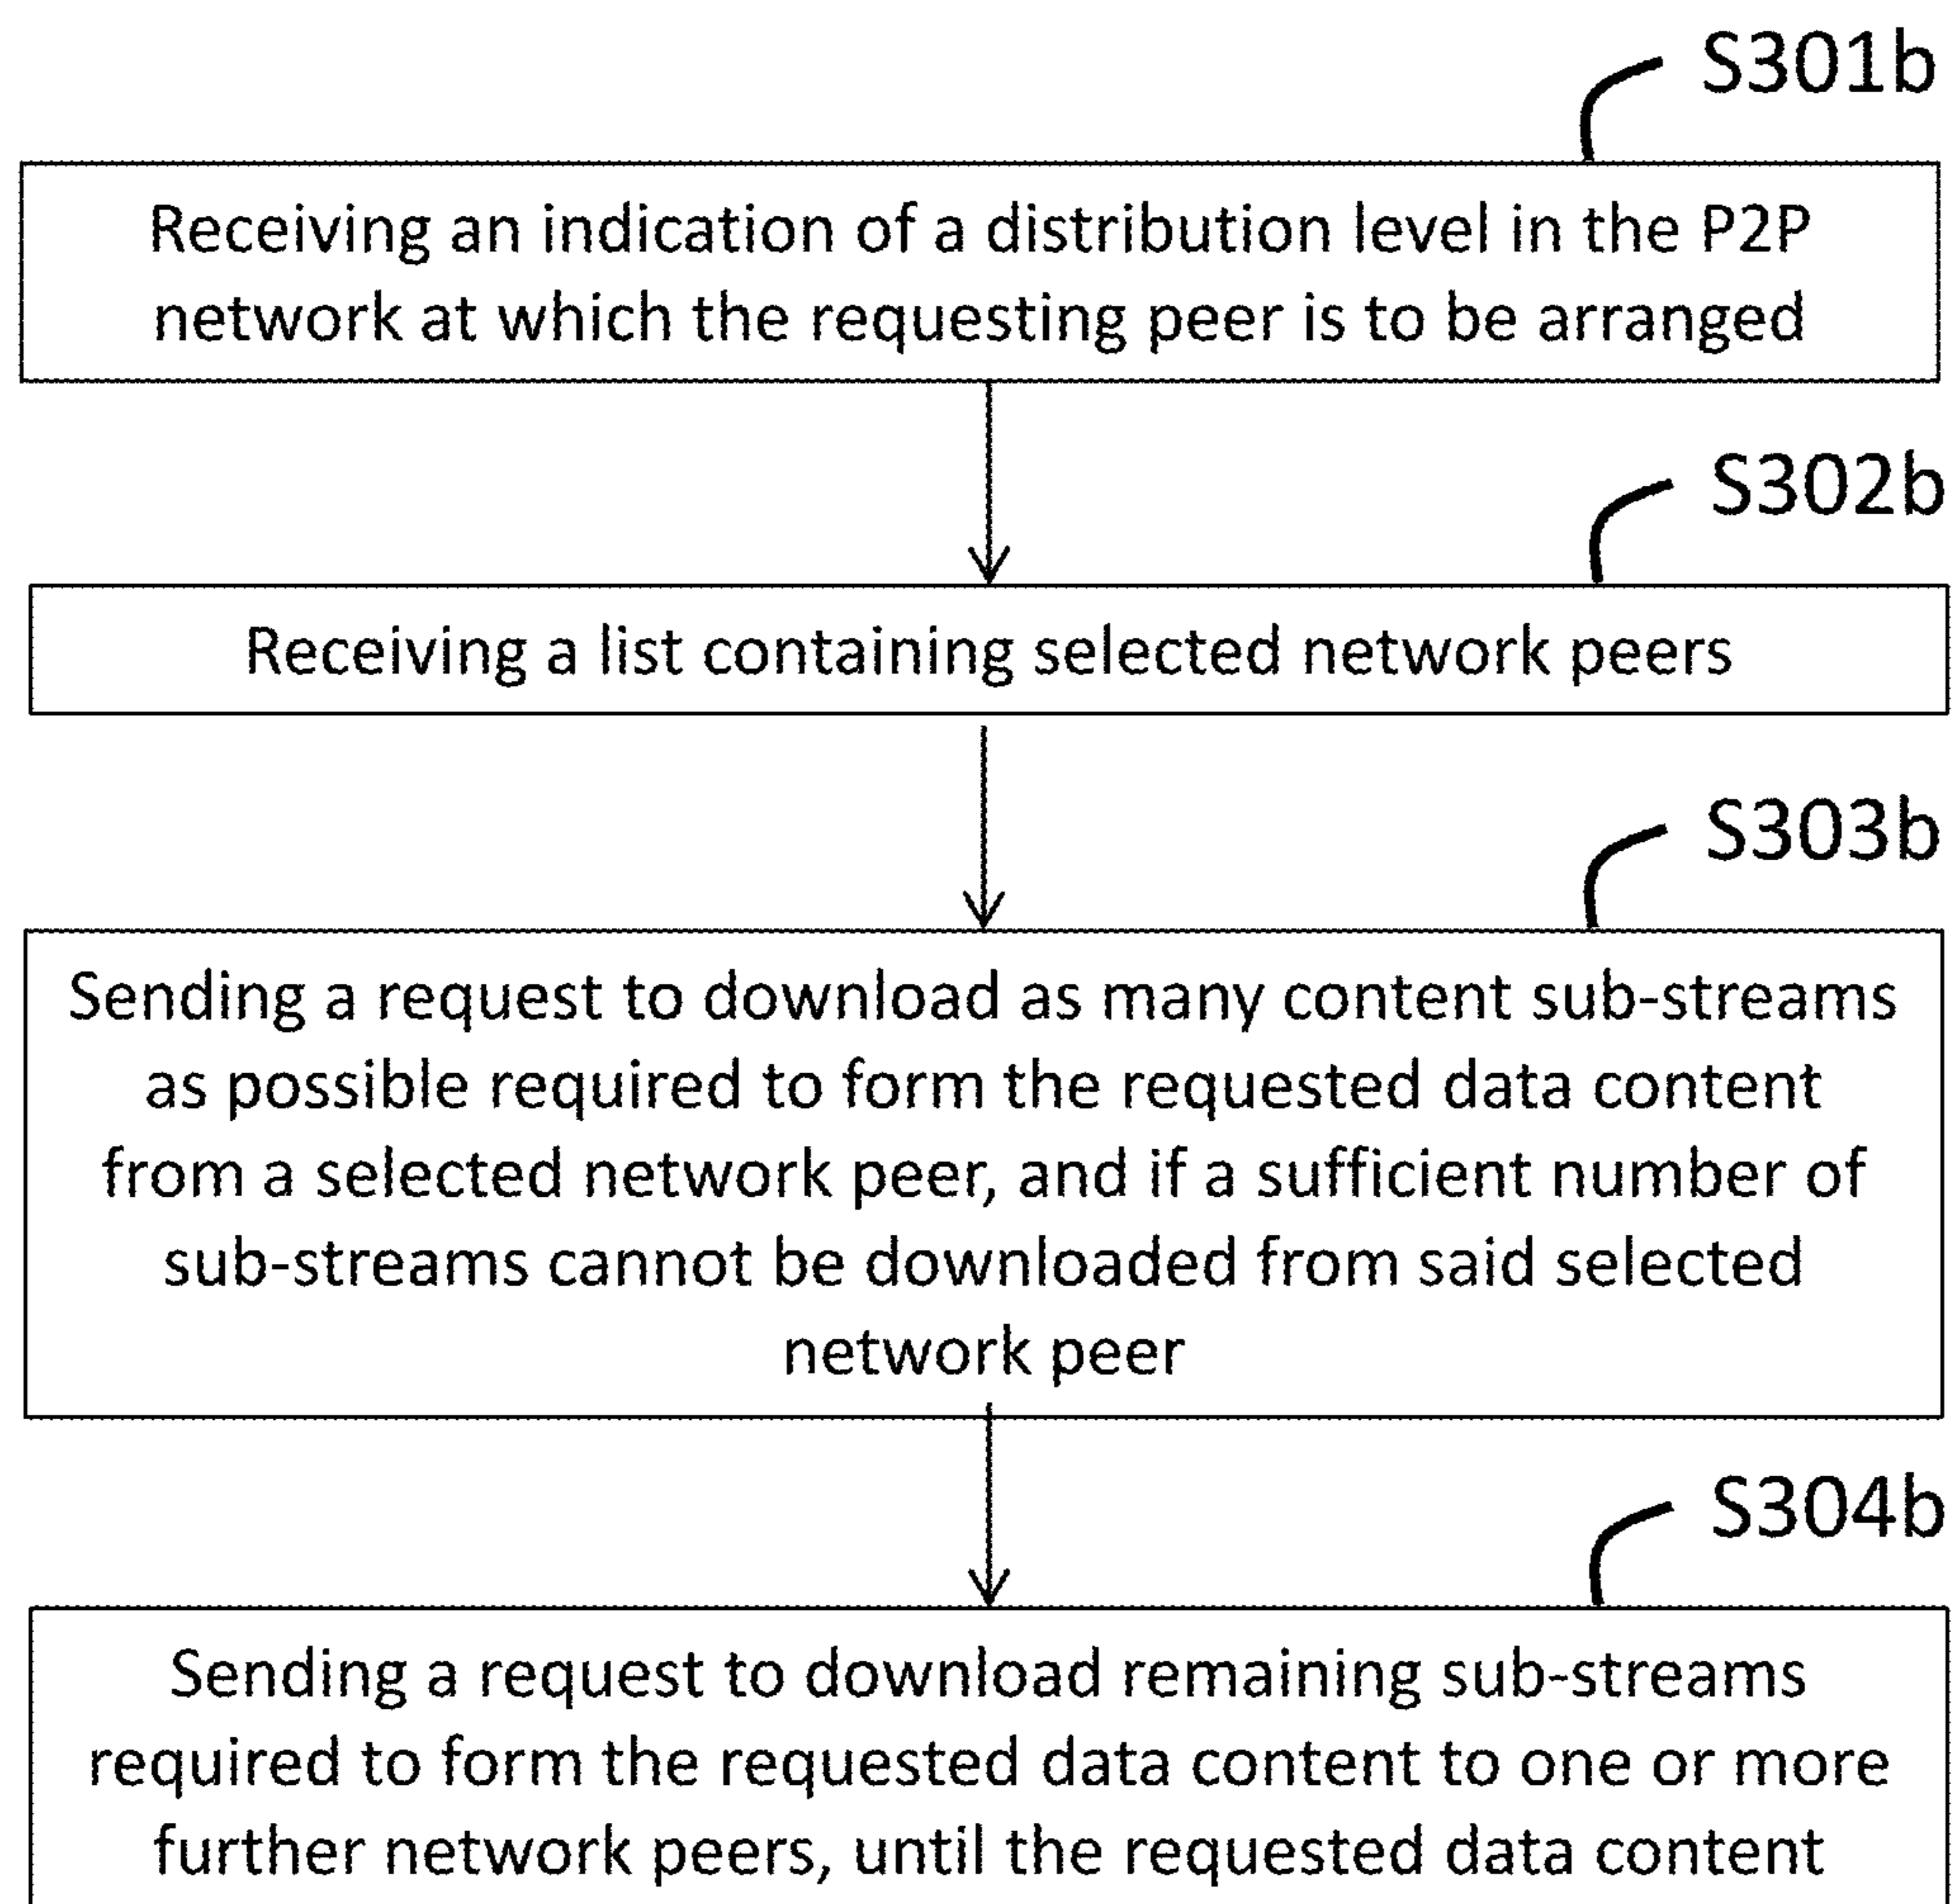 S301b
Receiving an indication of a distribution level in the P2P
network at which the requesting peer is to be arranged
S302b
Receiving a list containing selected network peers
S303b
Sending a request to download as many content sub-streams
as possible required to form the requested data content
from a selected network peer, and if a sufficient number of
sub-streams cannot be downloaded from said selected
network peer
S304b
Sending a request to download remaining sub-streams
required to form the requested data content to one or more
further network peers, until the requested data content